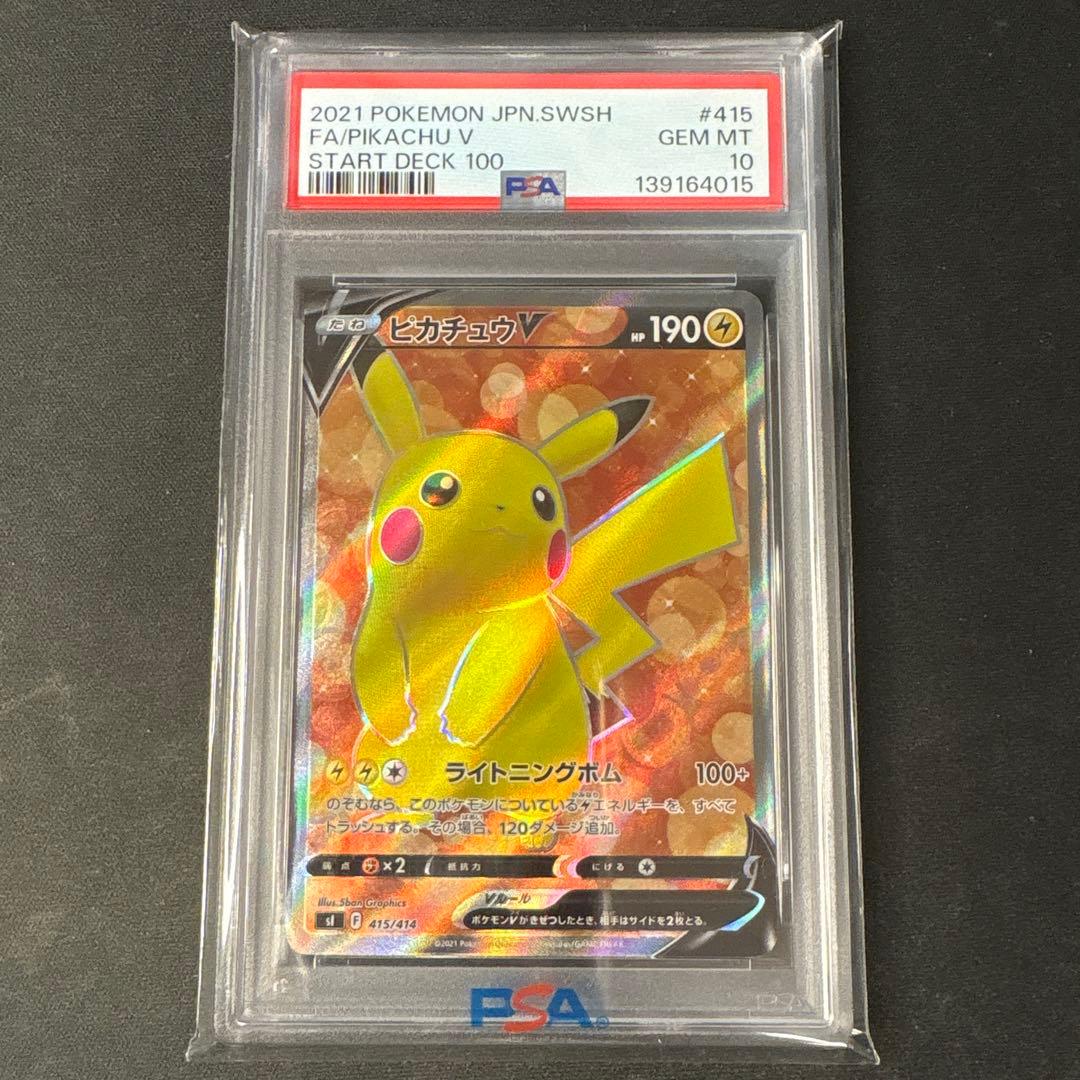 2021 POKEMON JPN.SWSH #415
FA/PIKACHU V GEM MT
START DECK 100 10
PSA 139164015
たね ピカチュウV HP 190
ライトニングボム 100+
のぞむなら、このポケモンについているエネルギーを、すべて
トラッシュする。その場合、120ダメージ追加。
弱点 ×2 抵抗力 にげる
Illus. 5ban Graphics Vルール
sI F 415/414 ポケモンVがきぜつしたとき、相手はサイドを2枚とる。
©2021 /GAME FREAK
PSA